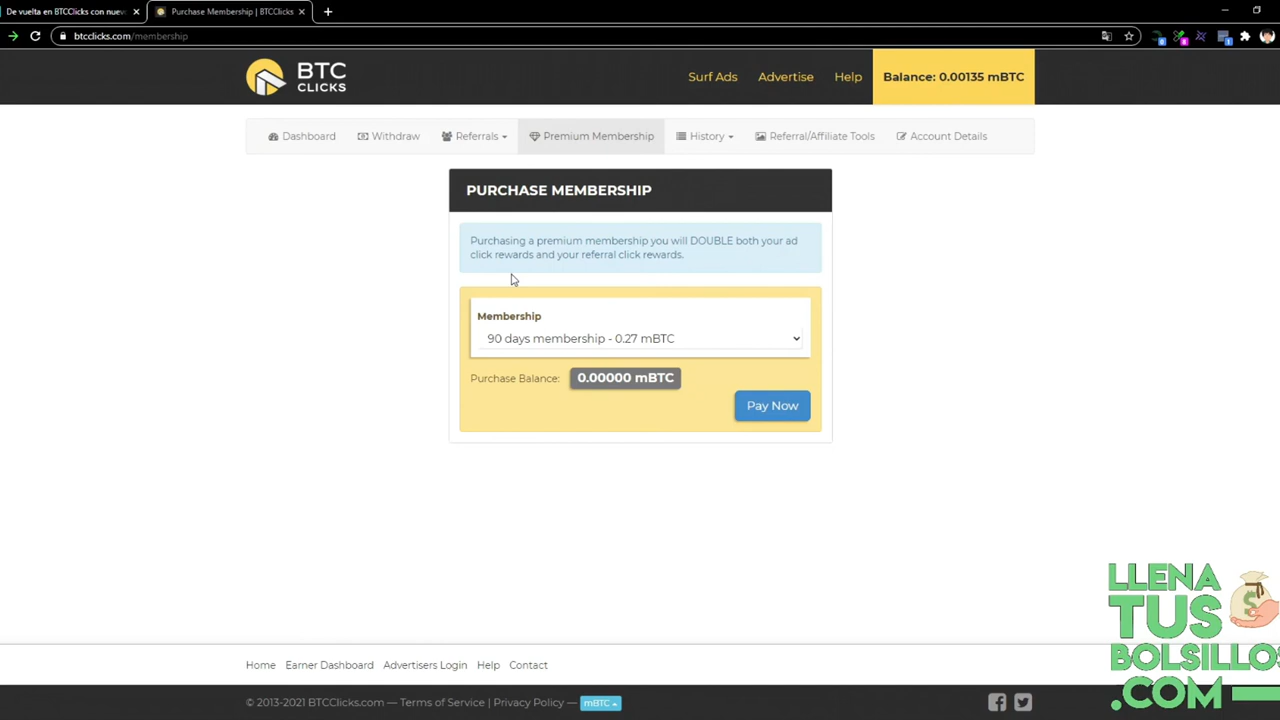 De vuelta en BTCClicks con nuev
Purchase Membership | BTCClicks
btcclicks.com/membership
BTC
CLICKS
Surf Ads
Advertise
Help
Balance: 0.00135 mBTC
Dashboard
Withdraw
Referrals
Premium Membership
History
Referral/Affiliate Tools
Account Details
PURCHASE MEMBERSHIP
Purchasing a premium membership you will DOUBLE both your ad
click rewards and your referral click rewards.
Membership
90 days membership - 0.27 mBTC
Purchase Balance: 0.00000 mBTC
Pay Now
LLENA
TUS
BOLSILLOS
.COM
Home
Earner Dashboard
Advertisers Login
Help
Contact
© 2013-2021 BTCClicks.com — Terms of Service | Privacy Policy — mBTC